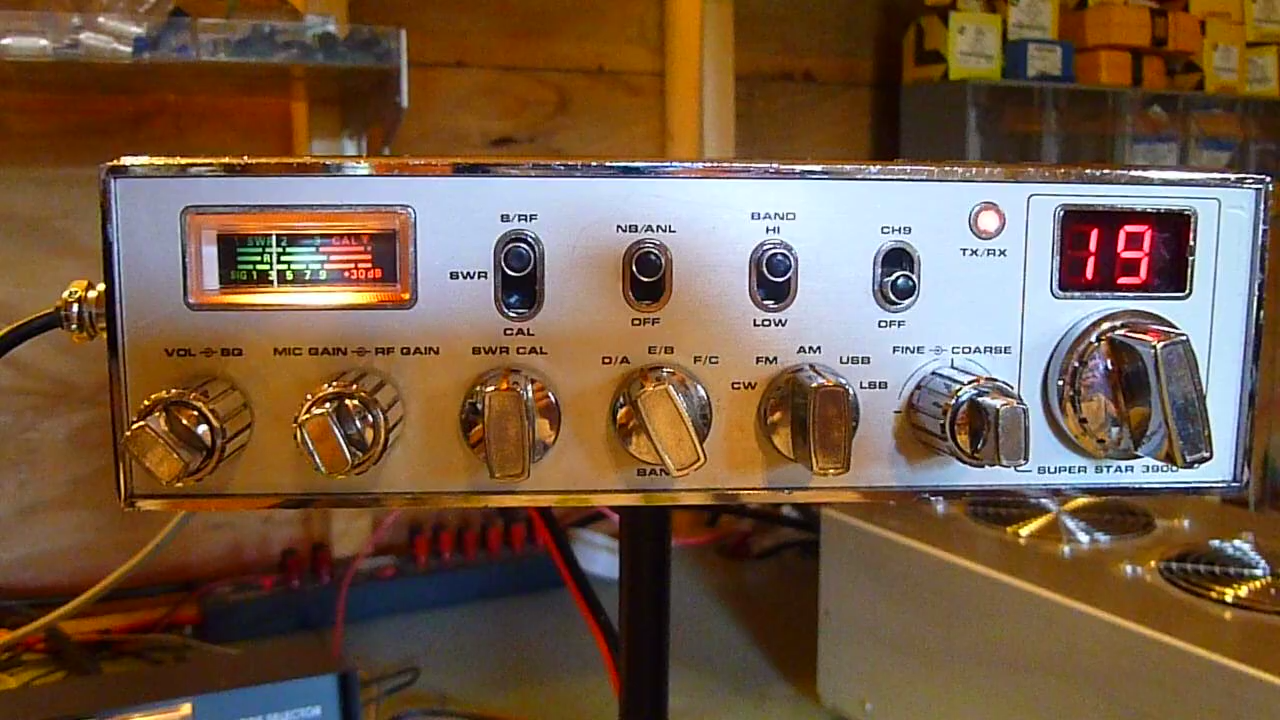 S/RF
SWR
CAL
NB/ANL
OFF
BAND
HI
LOW
CH9
OFF
TX/RX
19
SWR 2 3 CAL
SIG 1 3 5 7 9 +30dB
VOL SQ
MIC GAIN RF GAIN
SWR CAL
D/A E/B F/C
CW FM AM USB LSB
FINE COARSE
SUPER STAR 3900
SELECTOR